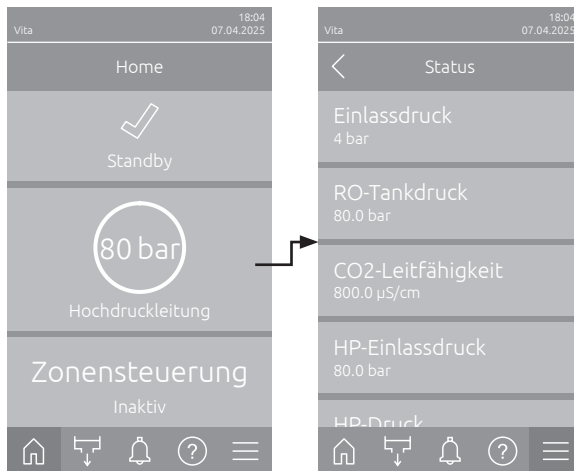 18:04
Vita
07.04.2025
Home
Standby
80 bar
Hochdruckleitung
Zonensteuerung
Inaktiv
?
18:04
Vita
07.04.2025
Status
Einlassdruck
4 bar
RO-Tankdruck
80.0 bar
CO2-Leitfähigkeit
800.0 µS/cm
HP-Einlassdruck
80.0 bar
HP-Druck
?